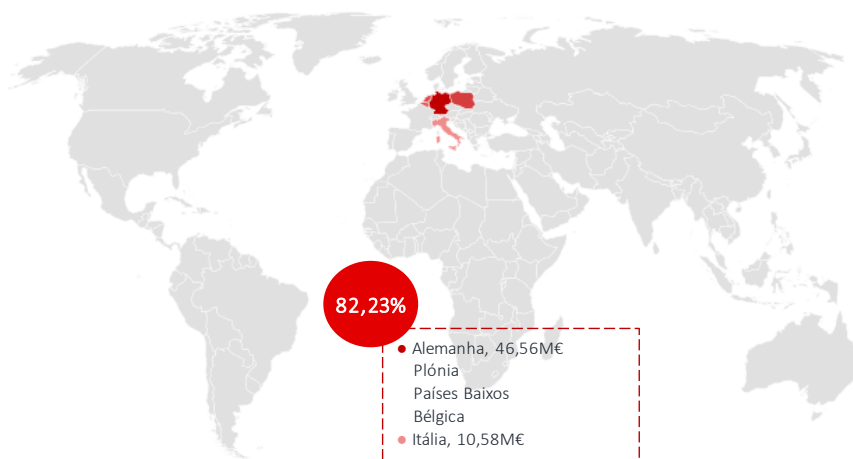 82,23%
Alemanha, 46,56M€
Plónia
Países Baixos
Bélgica
Itália, 10,58M€